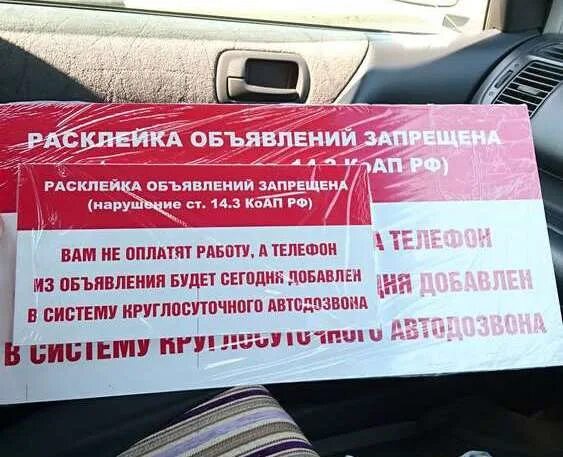 РАСКЛЕЙКА ОБЪЯВЛЕНИЙ ЗАПРЕЩЕНА
14.3 КоАП РФ)
А ТЕЛЕФОН
ДОБАВЛЕН
В СИСТЕМУ КРУГЛОСУТОЧНОГО АВТОДОЗВОНА
РАСКЛЕЙКА ОБЪЯВЛЕНИЙ ЗАПРЕЩЕНА
(нарушение ст. 14.3 КоАП РФ)
ВАМ НЕ ОПЛАТЯТ РАБОТУ, А ТЕЛЕФОН
ИЗ ОБЪЯВЛЕНИЯ БУДЕТ СЕГОДНЯ ДОБАВЛЕН
В СИСТЕМУ КРУГЛОСУТОЧНОГО АВТОДОЗВОНА